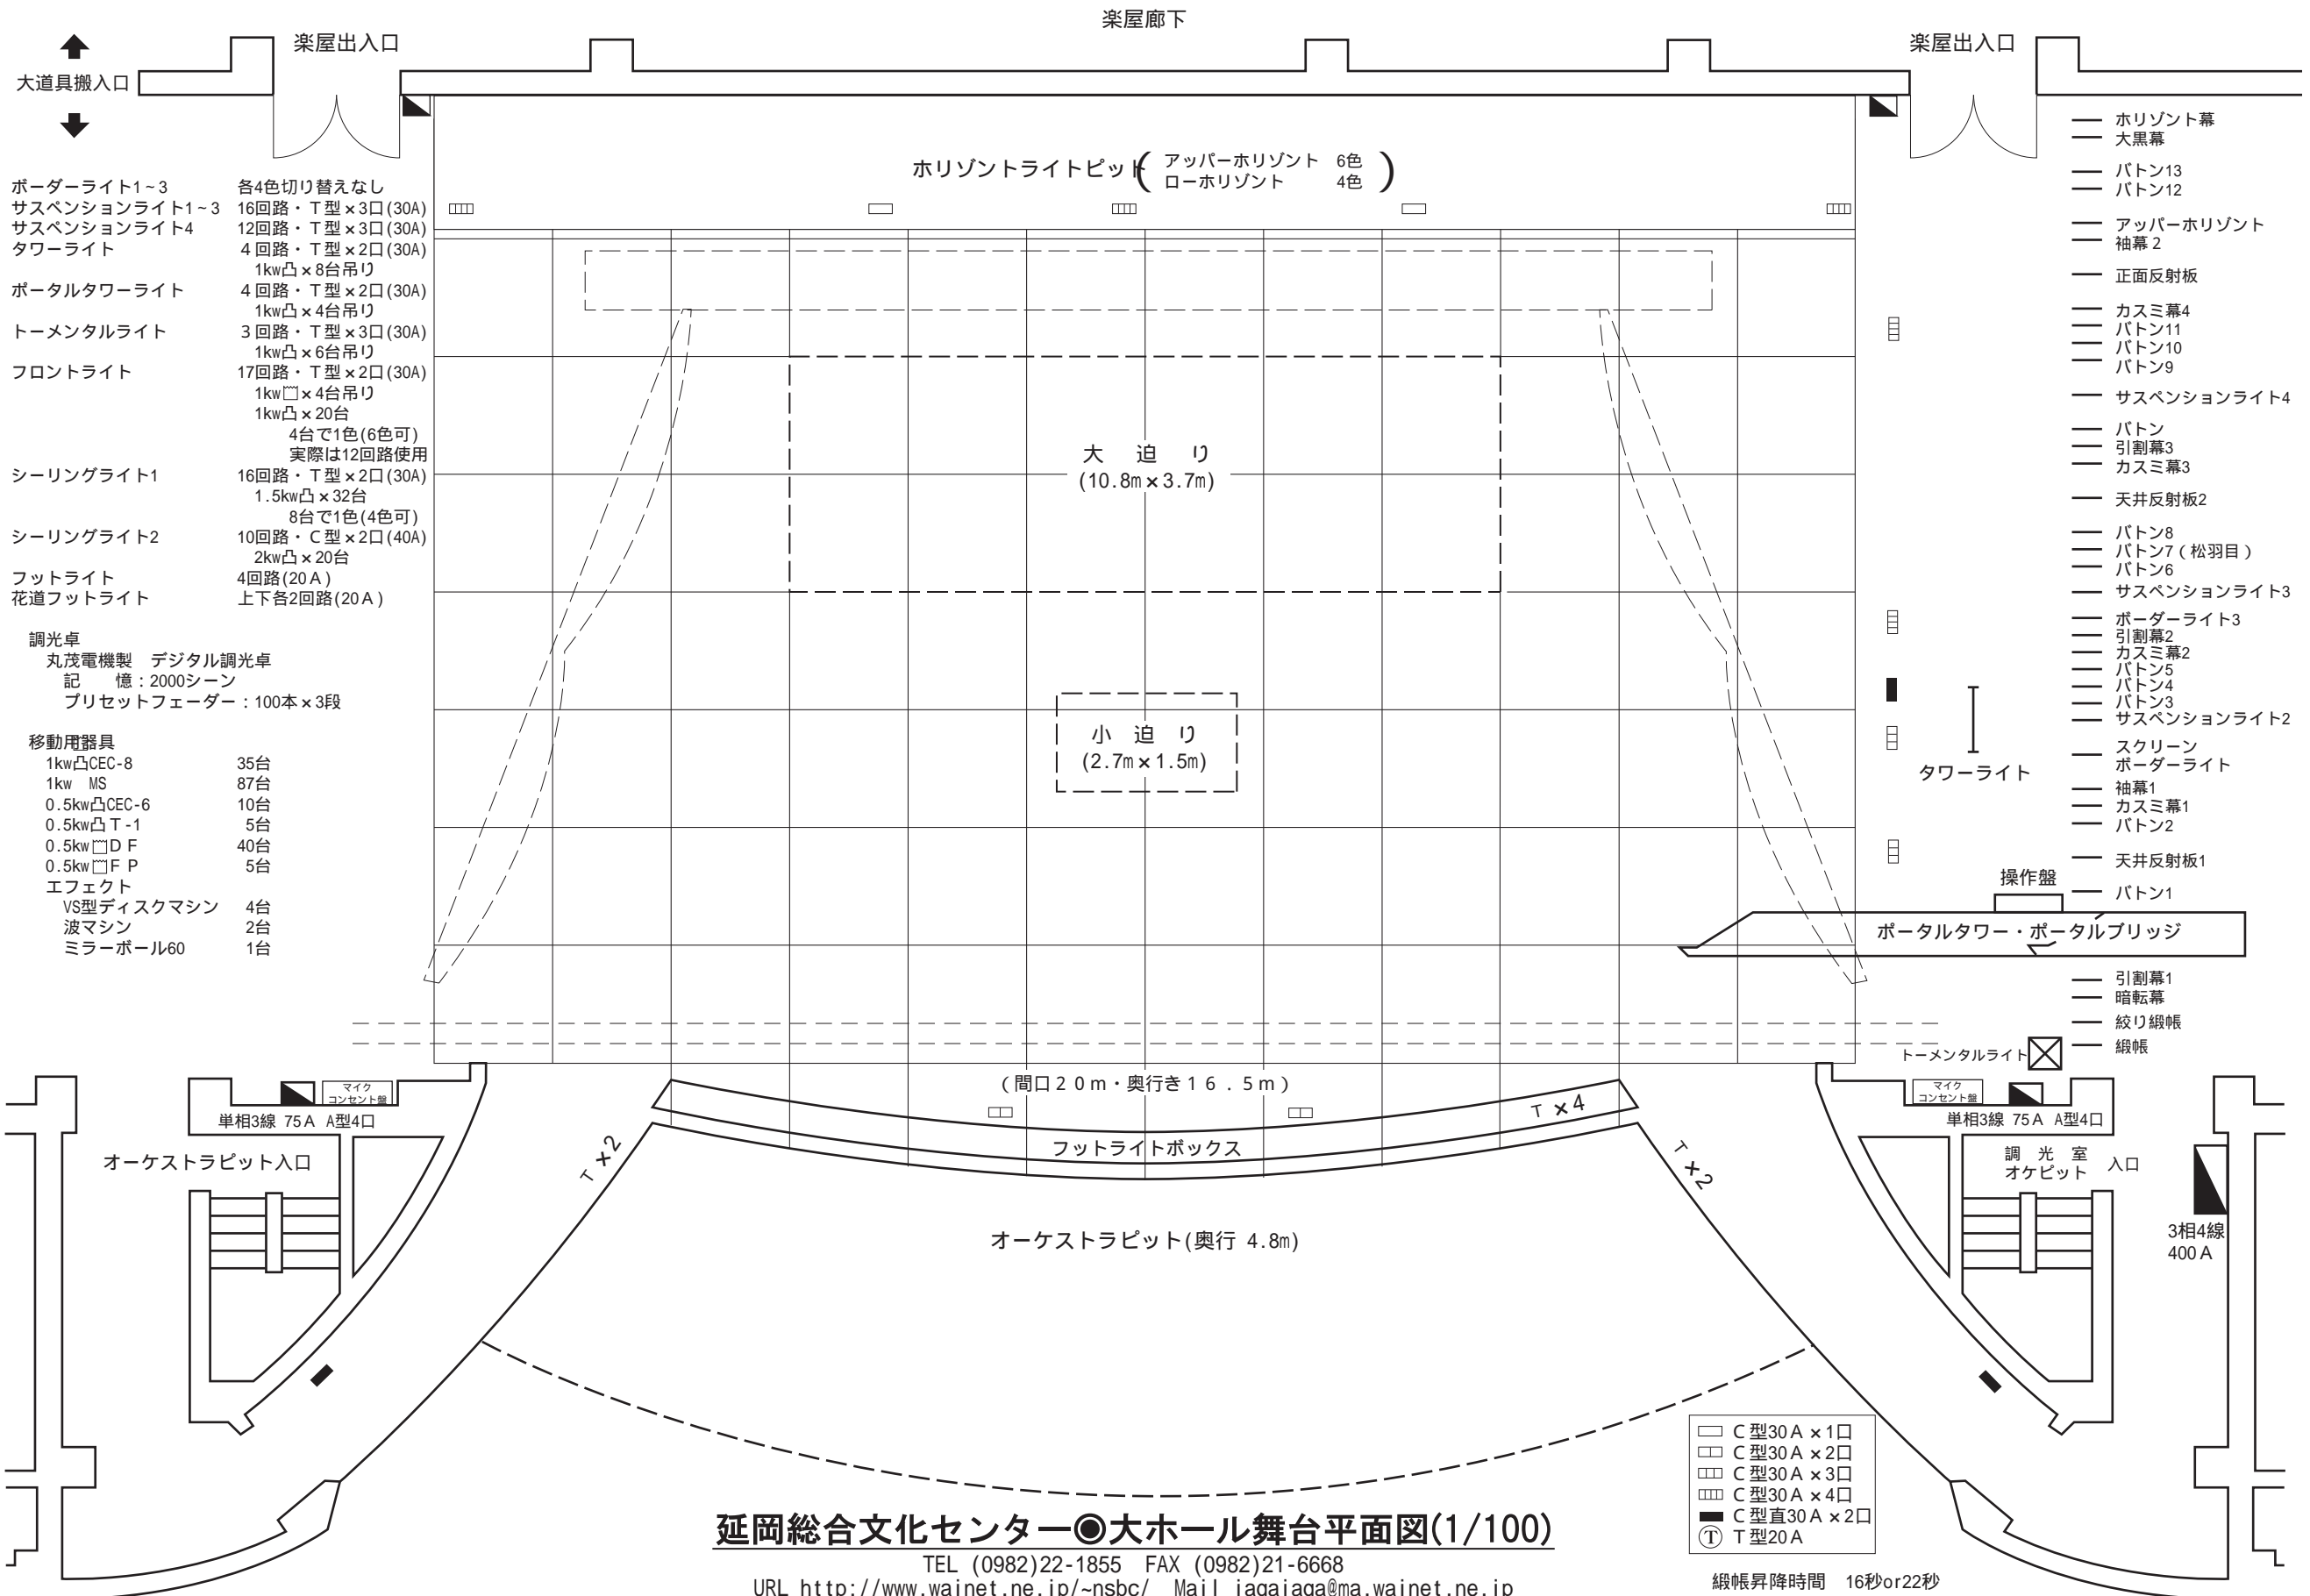 楽屋廊下
楽屋出入口
楽屋出入口
大道具搬入口
ホリゾントライトピット
アッパーホリゾント 6色
ローホリゾント 4色
ボーダーライト1~3 各4色切り替えなし
サスペンションライト1~3 16回路・T型×3口(30A)
サスペンションライト4 12回路・T型×3口(30A)
タワーライト 4回路・T型×2口(30A)
1kw凸×8台吊り
ポータルタワーライト 4回路・T型×2口(30A)
1kw凸×4台吊り
トーメンタルライト 3回路・T型×3口(30A)
1kw凸×6台吊り
フロントライト 17回路・T型×2口(30A)
1kw×4台吊り
1kw凸×20台
4台で1色(6色可)
実際は12回路使用
シーリングライト1 16回路・T型×2口(30A)
1.5kw凸×32台
8台で1色(4色可)
シーリングライト2 10回路・C型×2口(40A)
2kw凸×20台
フットライト 4回路(20A)
花道フットライト 上下各2回路(20A)
調光卓
丸茂電機製 デジタル調光卓
記 憶:2000シーン
プリセットフェーダー:100本×3段
移動用器具
1kw凸CEC-8 35台
1kw MS 87台
0.5kw凸CEC-6 10台
0.5kw凸T-1 5台
0.5kwDF 40台
0.5kwFP 5台
エフェクト
VS型ディスクマシン 4台
波マシン 2台
ミラーボール60 1台
大 迫 り
(10.8m×3.7m)
小 迫 り
(2.7m×1.5m)
ホリゾント幕
大黒幕
バトン13
バトン12
アッパーホリゾント
袖幕2
正面反射板
カスミ幕4
バトン11
バトン10
バトン9
サスペンションライト4
バトン
引割幕3
カスミ幕3
天井反射板2
バトン8
バトン7(松羽目)
バトン6
サスペンションライト3
ボーダーライト3
引割幕2
カスミ幕2
バトン5
バトン4
バトン3
サスペンションライト2
スクリーン
ボーダーライト
袖幕1
カスミ幕1
バトン2
天井反射板1
バトン1
タワーライト
操作盤
ポータルタワー・ポータルブリッジ
引割幕1
暗転幕
絞り緞帳
緞帳
トーメンタルライト
(間口20m・奥行き16.5m)
マイク
コンセント盤
単相3線 75A A型4口
オーケストラピット入口
T×2
フットライトボックス
T×4
T×2
オーケストラピット(奥行 4.8m)
マイク
コンセント盤
単相3線 75A A型4口
調 光 室
オケピット 入口
3相4線
400A
C型30A×1口
C型30A×2口
C型30A×3口
C型30A×4口
C型直30A×2口
Ⓣ T型20A
延岡総合文化センター◉大ホール舞台平面図(1/100)
TEL (0982)22-1855 FAX (0982)21-6668
URL http://www.wainet.ne.jp/~nsbc/ Mail jagajaga@ma.wainet.ne.jp
緞帳昇降時間 16秒or22秒